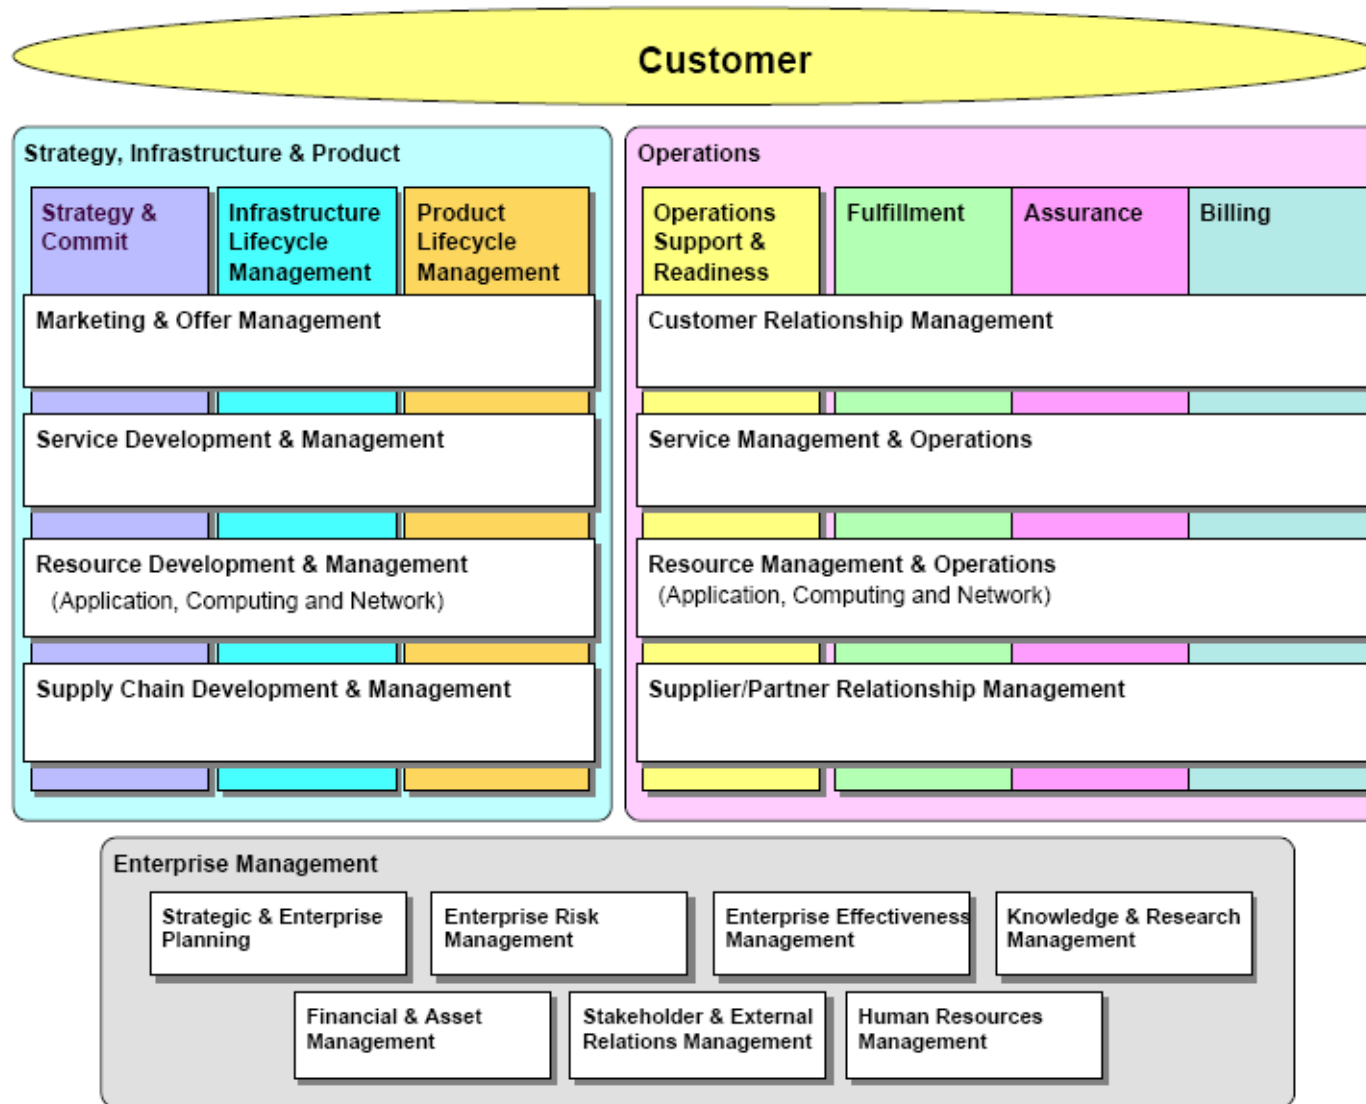 Customer
Strategy, Infrastructure & Product
Strategy &
Commit
Infrastructure
Lifecycle
Management
Product
Lifecycle
Management
Marketing & Offer Management
Service Development & Management
Resource Development & Management
(Application, Computing and Network)
Supply Chain Development & Management
Operations
Operations
Support &
Readiness
Fulfillment
Assurance
Billing
Customer Relationship Management
Service Management & Operations
Resource Management & Operations
(Application, Computing and Network)
Supplier/Partner Relationship Management
Enterprise Management
Strategic & Enterprise
Planning
Enterprise Risk
Management
Enterprise Effectiveness
Management
Knowledge & Research
Management
Financial & Asset
Management
Stakeholder & External
Relations Management
Human Resources
Management